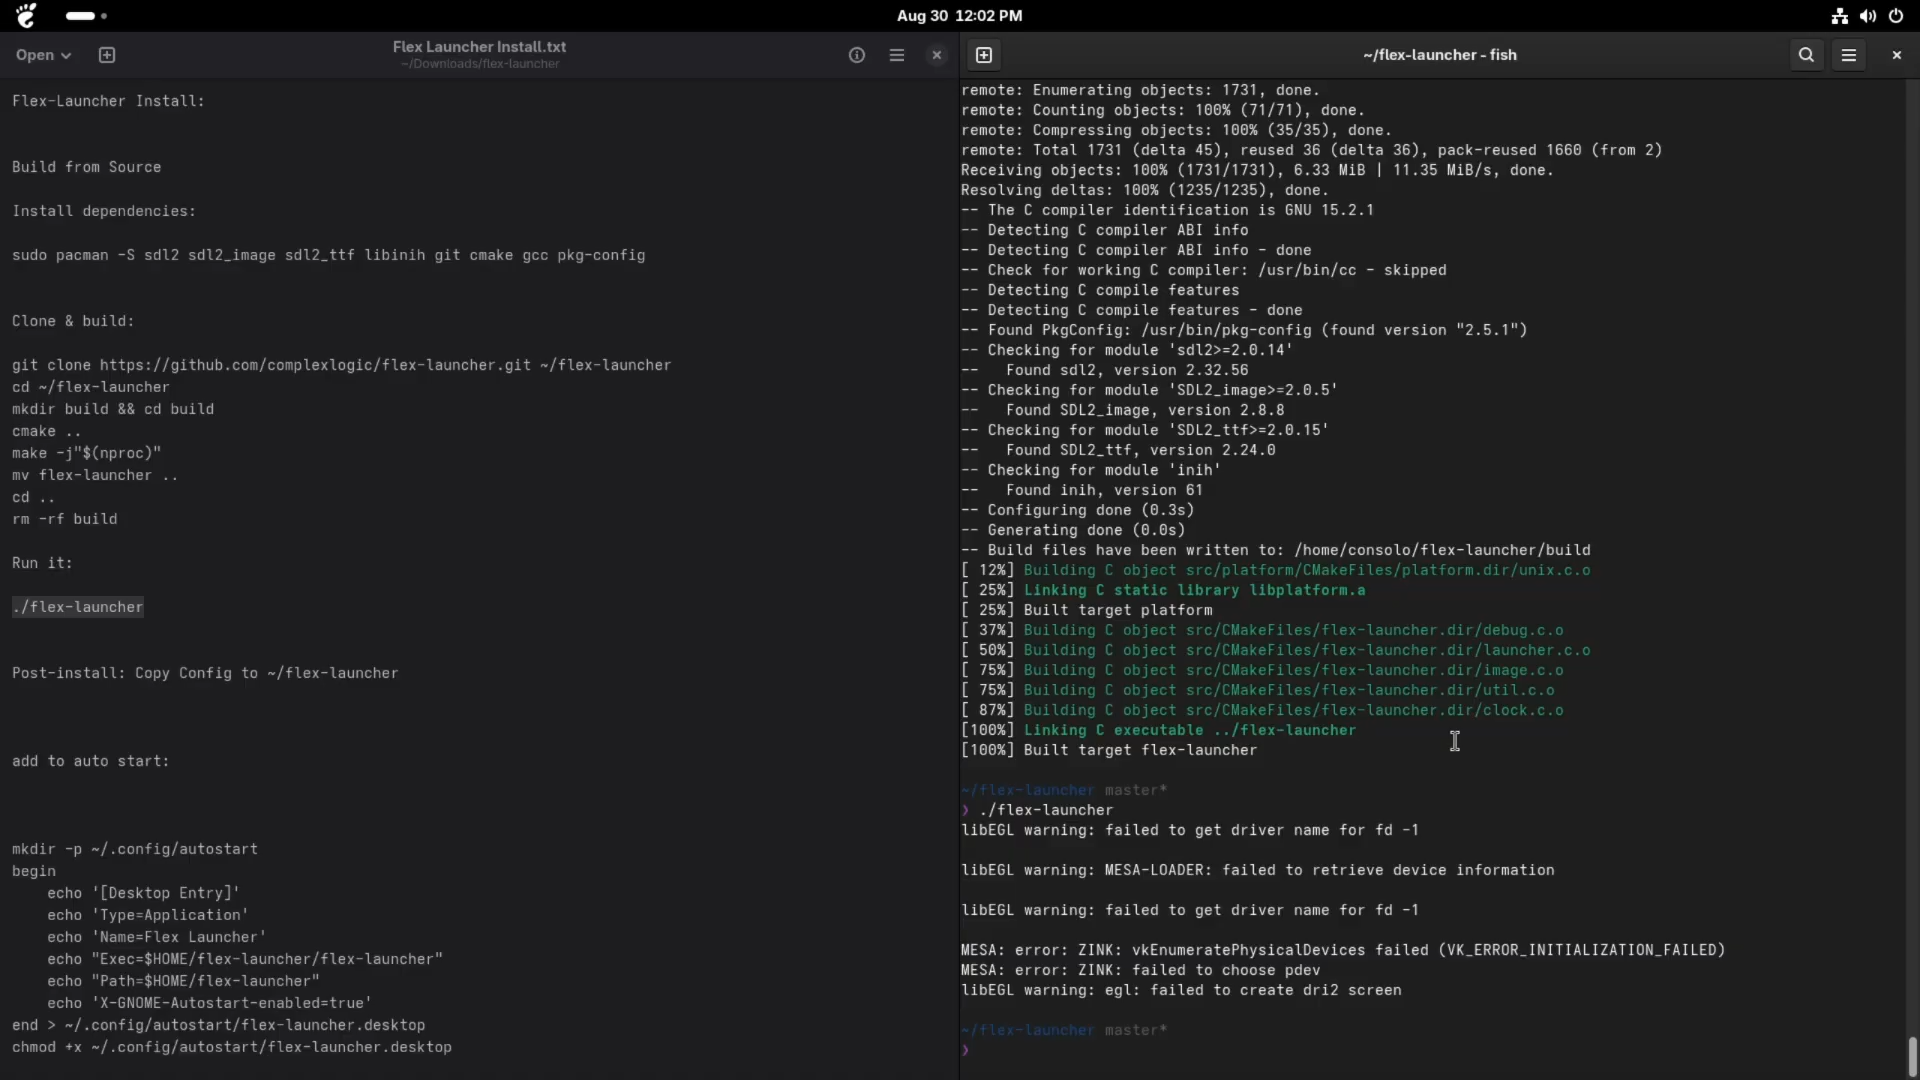 Aug 30 12:02 PM
Open
Flex Launcher Install.txt
~/Downloads/flex-launcher
Flex-Launcher Install:
Build from Source
Install dependencies:
sudo pacman -S sdl2 sdl2_image sdl2_ttf libinih git cmake gcc pkg-config
Clone & build:
git clone https://github.com/complexlogic/flex-launcher.git ~/flex-launcher
cd ~/flex-launcher
mkdir build && cd build
cmake ..
make -j"$(nproc)"
mv flex-launcher ..
cd ..
rm -rf build
Run it:
./flex-launcher
Post-install: Copy Config to ~/flex-launcher
add to auto start:
mkdir -p ~/.config/autostart
begin
    echo '[Desktop Entry]'
    echo 'Type=Application'
    echo 'Name=Flex Launcher'
    echo "Exec=$HOME/flex-launcher/flex-launcher"
    echo "Path=$HOME/flex-launcher"
    echo 'X-GNOME-Autostart-enabled=true'
end > ~/.config/autostart/flex-launcher.desktop
chmod +x ~/.config/autostart/flex-launcher.desktop
~/flex-launcher - fish
remote: Enumerating objects: 1731, done.
remote: Counting objects: 100% (71/71), done.
remote: Compressing objects: 100% (35/35), done.
remote: Total 1731 (delta 45), reused 36 (delta 36), pack-reused 1660 (from 2)
Receiving objects: 100% (1731/1731), 6.33 MiB | 11.35 MiB/s, done.
Resolving deltas: 100% (1235/1235), done.
-- The C compiler identification is GNU 15.2.1
-- Detecting C compiler ABI info
-- Detecting C compiler ABI info - done
-- Check for working C compiler: /usr/bin/cc - skipped
-- Detecting C compile features
-- Detecting C compile features - done
-- Found PkgConfig: /usr/bin/pkg-config (found version "2.5.1")
-- Checking for module 'sdl2>=2.0.14'
--   Found sdl2, version 2.32.56
-- Checking for module 'SDL2_image>=2.0.5'
--   Found SDL2_image, version 2.8.8
-- Checking for module 'SDL2_ttf>=2.0.15'
--   Found SDL2_ttf, version 2.24.0
-- Checking for module 'inih'
--   Found inih, version 61
-- Configuring done (0.3s)
-- Generating done (0.0s)
-- Build files have been written to: /home/consolo/flex-launcher/build
[ 12%] Building C object src/platform/CMakeFiles/platform.dir/unix.c.o
[ 25%] Linking C static library libplatform.a
[ 25%] Built target platform
[ 37%] Building C object src/CMakeFiles/flex-launcher.dir/debug.c.o
[ 50%] Building C object src/CMakeFiles/flex-launcher.dir/launcher.c.o
[ 75%] Building C object src/CMakeFiles/flex-launcher.dir/image.c.o
[ 75%] Building C object src/CMakeFiles/flex-launcher.dir/util.c.o
[ 87%] Building C object src/CMakeFiles/flex-launcher.dir/clock.c.o
[100%] Linking C executable ../flex-launcher
[100%] Built target flex-launcher
~/flex-launcher master*
❯ ./flex-launcher
libEGL warning: failed to get driver name for fd -1
libEGL warning: MESA-LOADER: failed to retrieve device information
libEGL warning: failed to get driver name for fd -1
MESA: error: ZINK: vkEnumeratePhysicalDevices failed (VK_ERROR_INITIALIZATION_FAILED)
MESA: error: ZINK: failed to choose pdev
libEGL warning: egl: failed to create dri2 screen
~/flex-launcher master*
❯